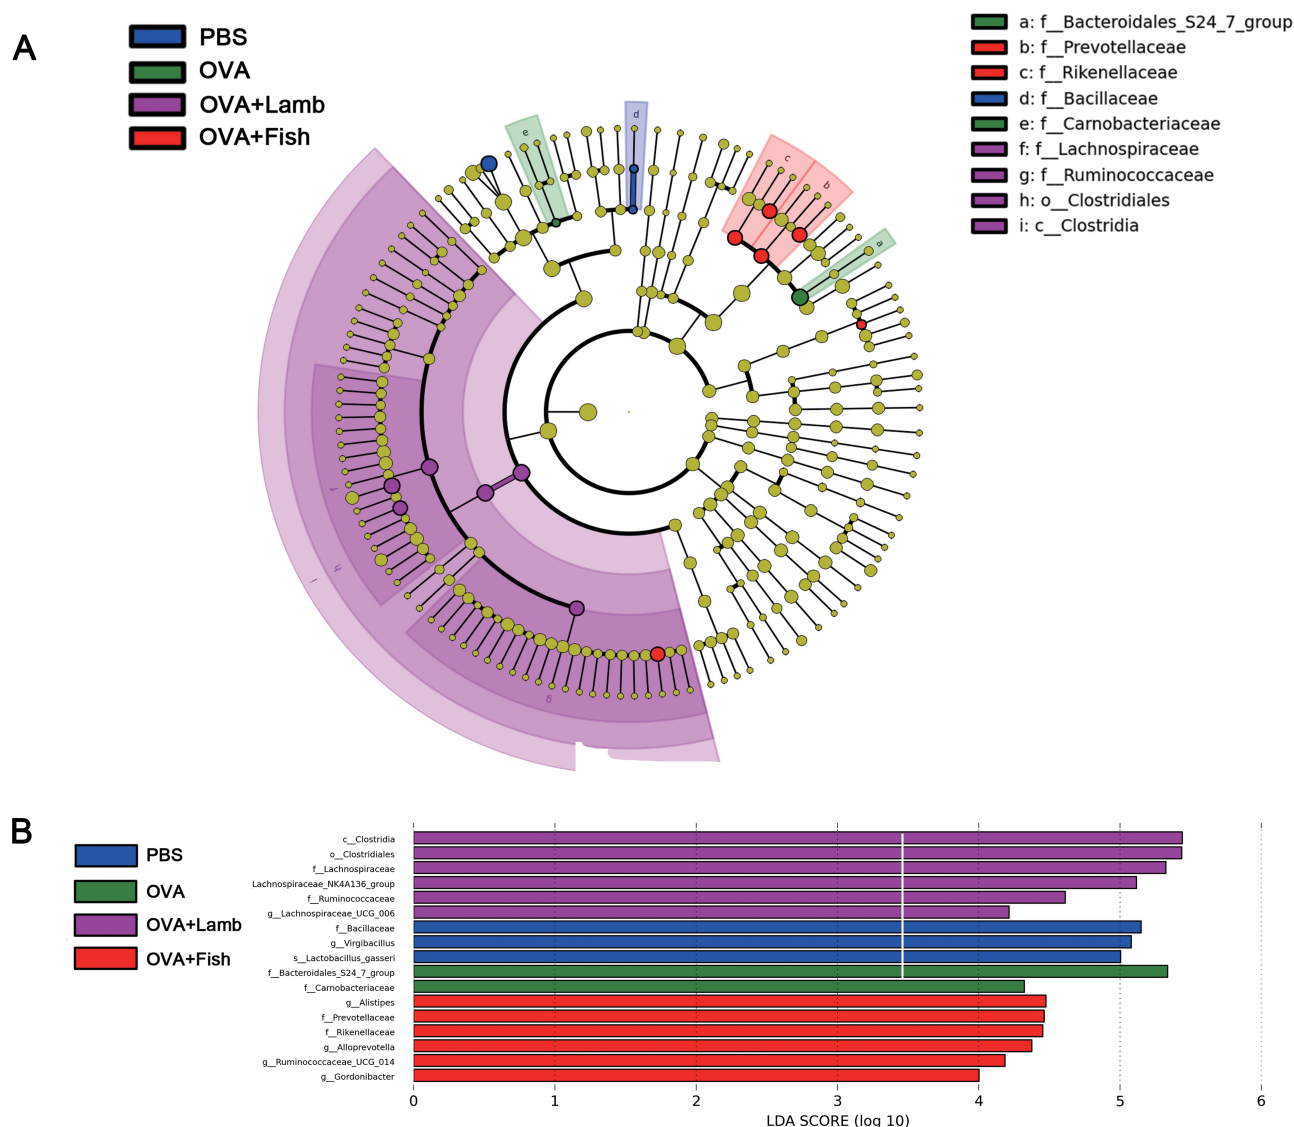 A
PBS
OVA
OVA+Lamb
OVA+Fish
a: f__Bacteroidales_S24_7_group
b: f__Prevotellaceae
c: f__Rikenellaceae
d: f__Bacillaceae
e: f__Carnobacteriaceae
f: f__Lachnospiraceae
g: f__Ruminococcaceae
h: o__Clostridiales
i: c__Clostridia
e
d
c
b
a
f
h
i
g
B
PBS
OVA
OVA+Lamb
OVA+Fish
c__Clostridia
o__Clostridiales
f__Lachnospiraceae
Lachnospiraceae_NK4A136_group
f__Ruminococcaceae
g__Lachnospiraceae_UCG_006
f__Bacillaceae
g__Virgibacillus
s__Lactobacillus_gasseri
f__Bacteroidales_S24_7_group
f__Carnobacteriaceae
g__Alistipes
f__Prevotellaceae
f__Rikenellaceae
g__Alloprevotella
g__Ruminococcaceae_UCG_014
g__Gordonibacter
0 1 2 3 4 5 6
LDA SCORE (log 10)